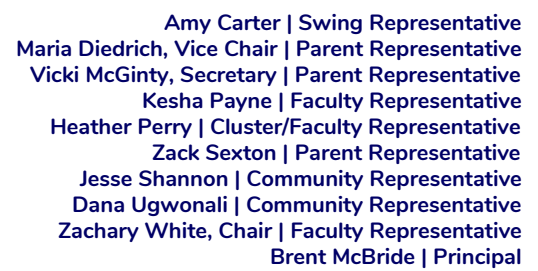 Amy Carter | Swing Representative
Maria Diedrich, Vice Chair | Parent Representative
Vicki McGinty, Secretary | Parent Representative
Kesha Payne | Faculty Representative
Heather Perry | Cluster/Faculty Representative
Zack Sexton | Parent Representative
Jesse Shannon | Community Representative
Dana Ugwonali | Community Representative
Zachary White, Chair | Faculty Representative
Brent McBride | Principal